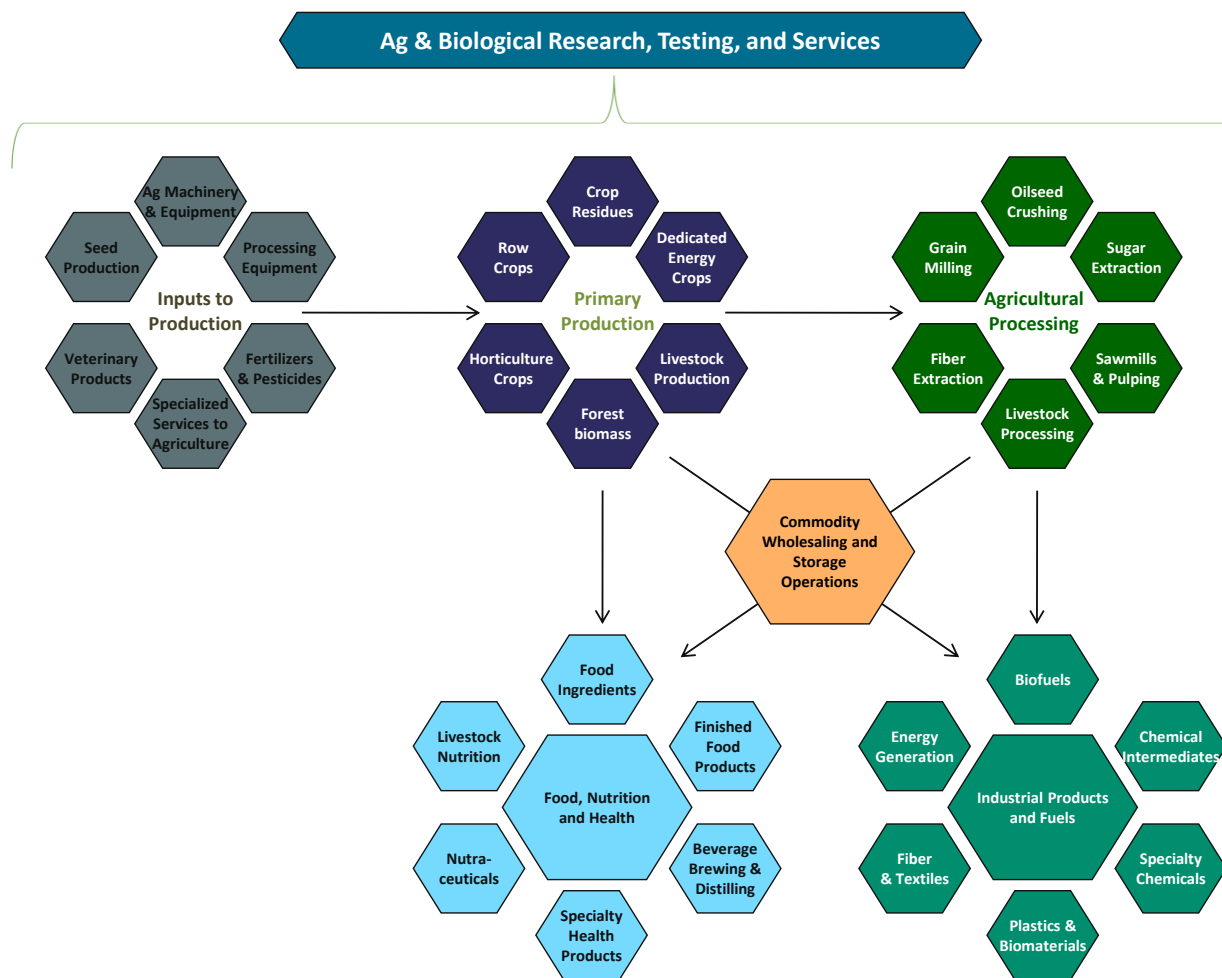 Ag & Biological Research, Testing, and Services
Ag Machinery
& Equipment
Seed
Production
Processing
Equipment
Inputs to
Production
Veterinary
Products
Fertilizers
& Pesticides
Specialized
Services to
Agriculture
Crop
Residues
Row
Crops
Dedicated
Energy
Crops
Primary
Production
Horticulture
Crops
Livestock
Production
Forest
biomass
Oilseed
Crushing
Grain
Milling
Sugar
Extraction
Agricultural
Processing
Fiber
Extraction
Sawmills
& Pulping
Livestock
Processing
Commodity
Wholesaling and
Storage
Operations
Food
Ingredients
Livestock
Nutrition
Finished
Food
Products
Food, Nutrition
and Health
Nutra-
ceuticals
Beverage
Brewing &
Distilling
Specialty
Health
Products
Biofuels
Energy
Generation
Chemical
Intermediates
Industrial Products
and Fuels
Fiber
& Textiles
Specialty
Chemicals
Plastics &
Biomaterials